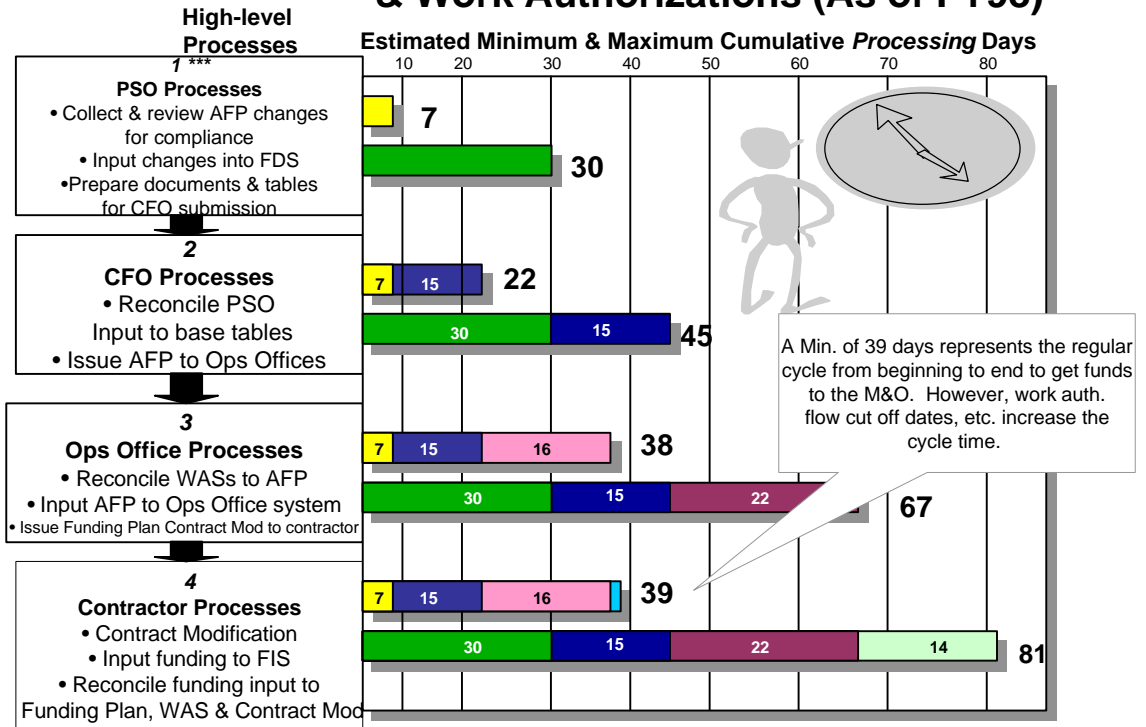 & Work Authorizations (As of FY98)
High-level
Processes
Estimated Minimum & Maximum Cumulative Processing Days
10 20 30 40 50 60 70 80
1 ***
PSO Processes
• Collect & review AFP changes
for compliance
• Input changes into FDS
•Prepare documents & tables
for CFO submission
7
30
2
CFO Processes
• Reconcile PSO
Input to base tables
• Issue AFP to Ops Offices
7 15 22
30 15 45
A Min. of 39 days represents the regular
cycle from beginning to end to get funds
to the M&O. However, work auth.
flow cut off dates, etc. increase the
cycle time.
3
Ops Office Processes
• Reconcile WASs to AFP
• Input AFP to Ops Office system
• Issue Funding Plan Contract Mod to contractor
7 15 16 38
30 15 22 67
4
Contractor Processes
• Contract Modification
• Input funding to FIS
• Reconcile funding input to
Funding Plan, WAS & Contract Mod
7 15 16 39
30 15 22 14 81